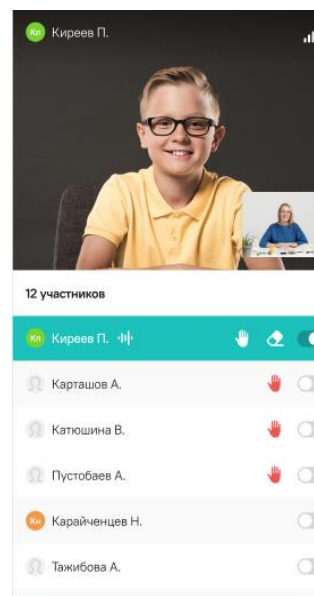 Кп Киреев П.
12 участников
Кп Киреев П.
Карташов А.
Катюшина В.
Пустобаев А.
Кн Карайченцев Н.
Тажибова А.